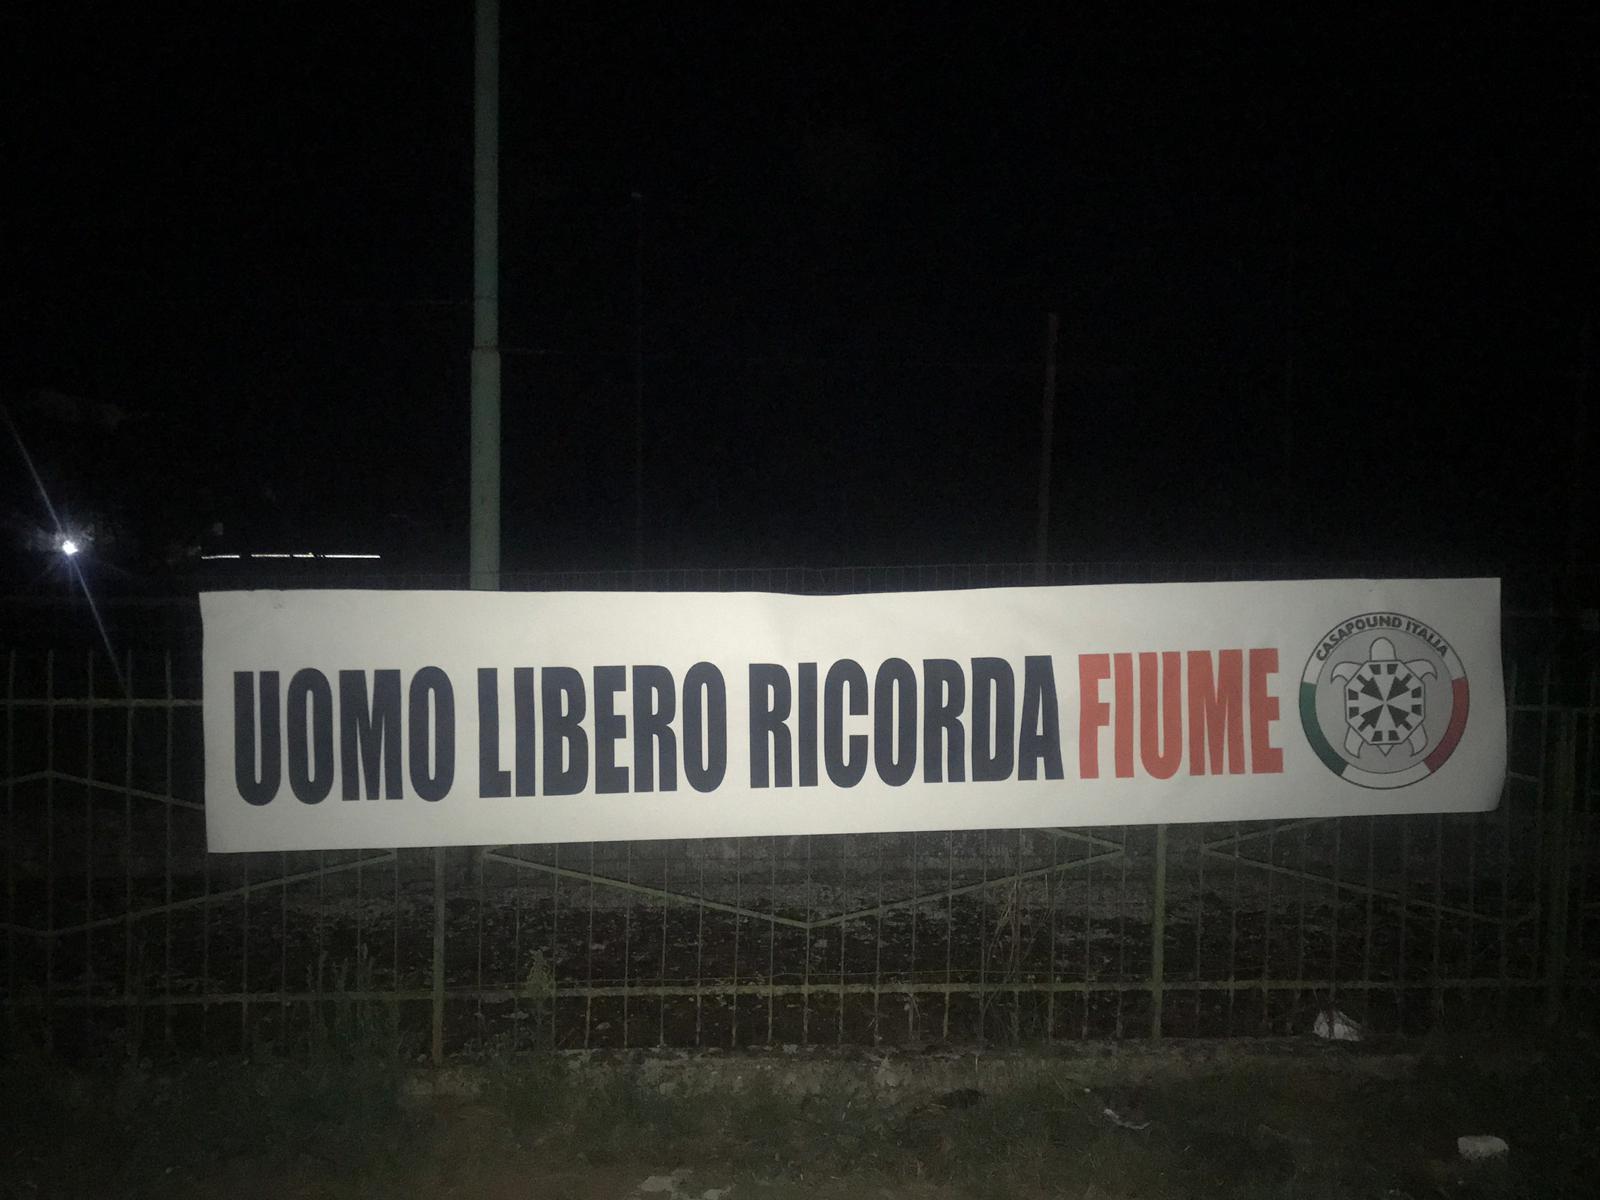 UOMO LIBERO RICORDA FIUME
CASAPOUND ITALIA